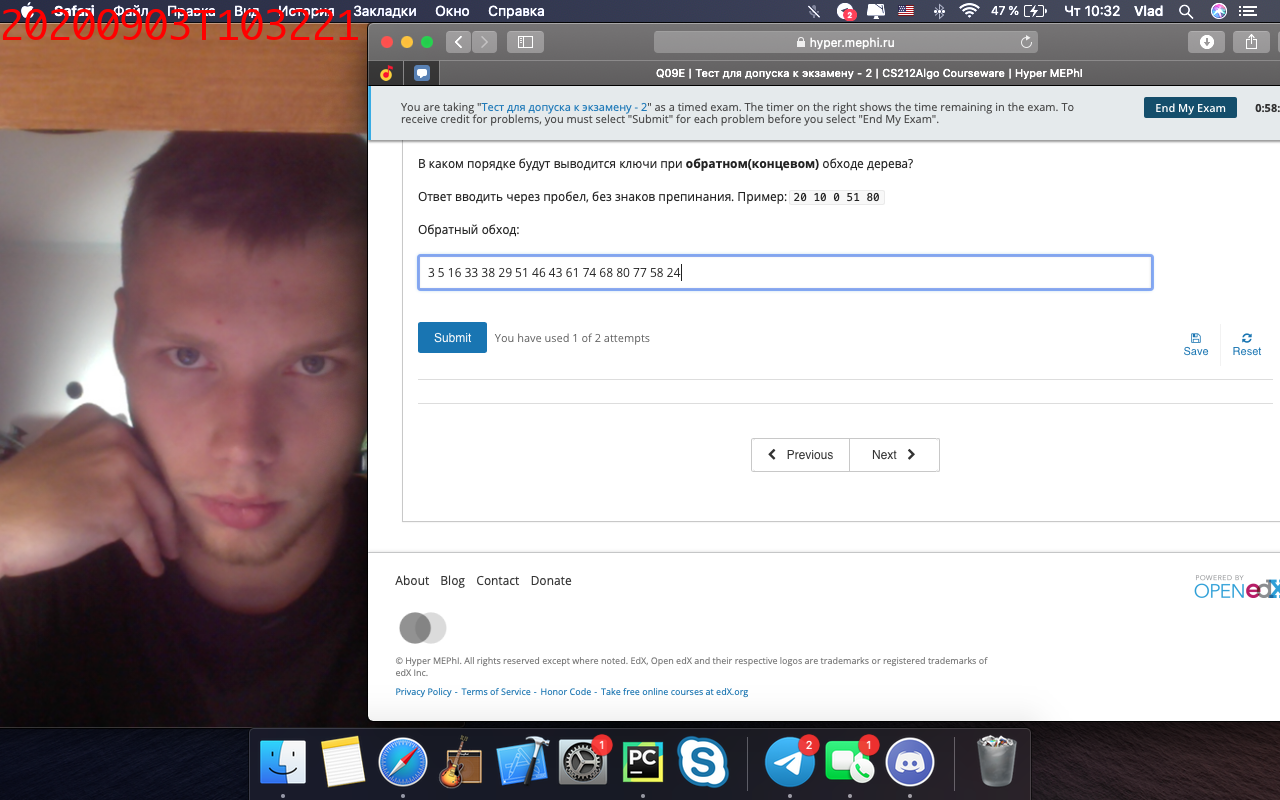 20200903T103221
Safari Файл Правка Вид История Закладки Окно Справка
2 47 % Чт 10:32 Vlad
hyper.mephi.ru
Q09E | Тест для допуска к экзамену - 2 | CS212Algo Courseware | Hyper MEPhI
You are taking "Тест для допуска к экзамену - 2" as a timed exam. The timer on the right shows the time remaining in the exam. To
receive credit for problems, you must select "Submit" for each problem before you select "End My Exam".
End My Exam
0:58:
В каком порядке будут выводится ключи при обратном(концевом) обходе дерева?
Ответ вводить через пробел, без знаков препинания. Пример: 20 10 0 51 80
Обратный обход:
3 5 16 33 38 29 51 46 43 61 74 68 80 77 58 24
Submit You have used 1 of 2 attempts
Save Reset
Previous Next
About Blog Contact Donate
POWERED BY
OPEN edX
© Hyper MEPhI. All rights reserved except where noted. EdX, Open edX and their respective logos are trademarks or registered trademarks of
edX Inc.
Privacy Policy - Terms of Service - Honor Code - Take free online courses at edX.org
1 PC 2 1